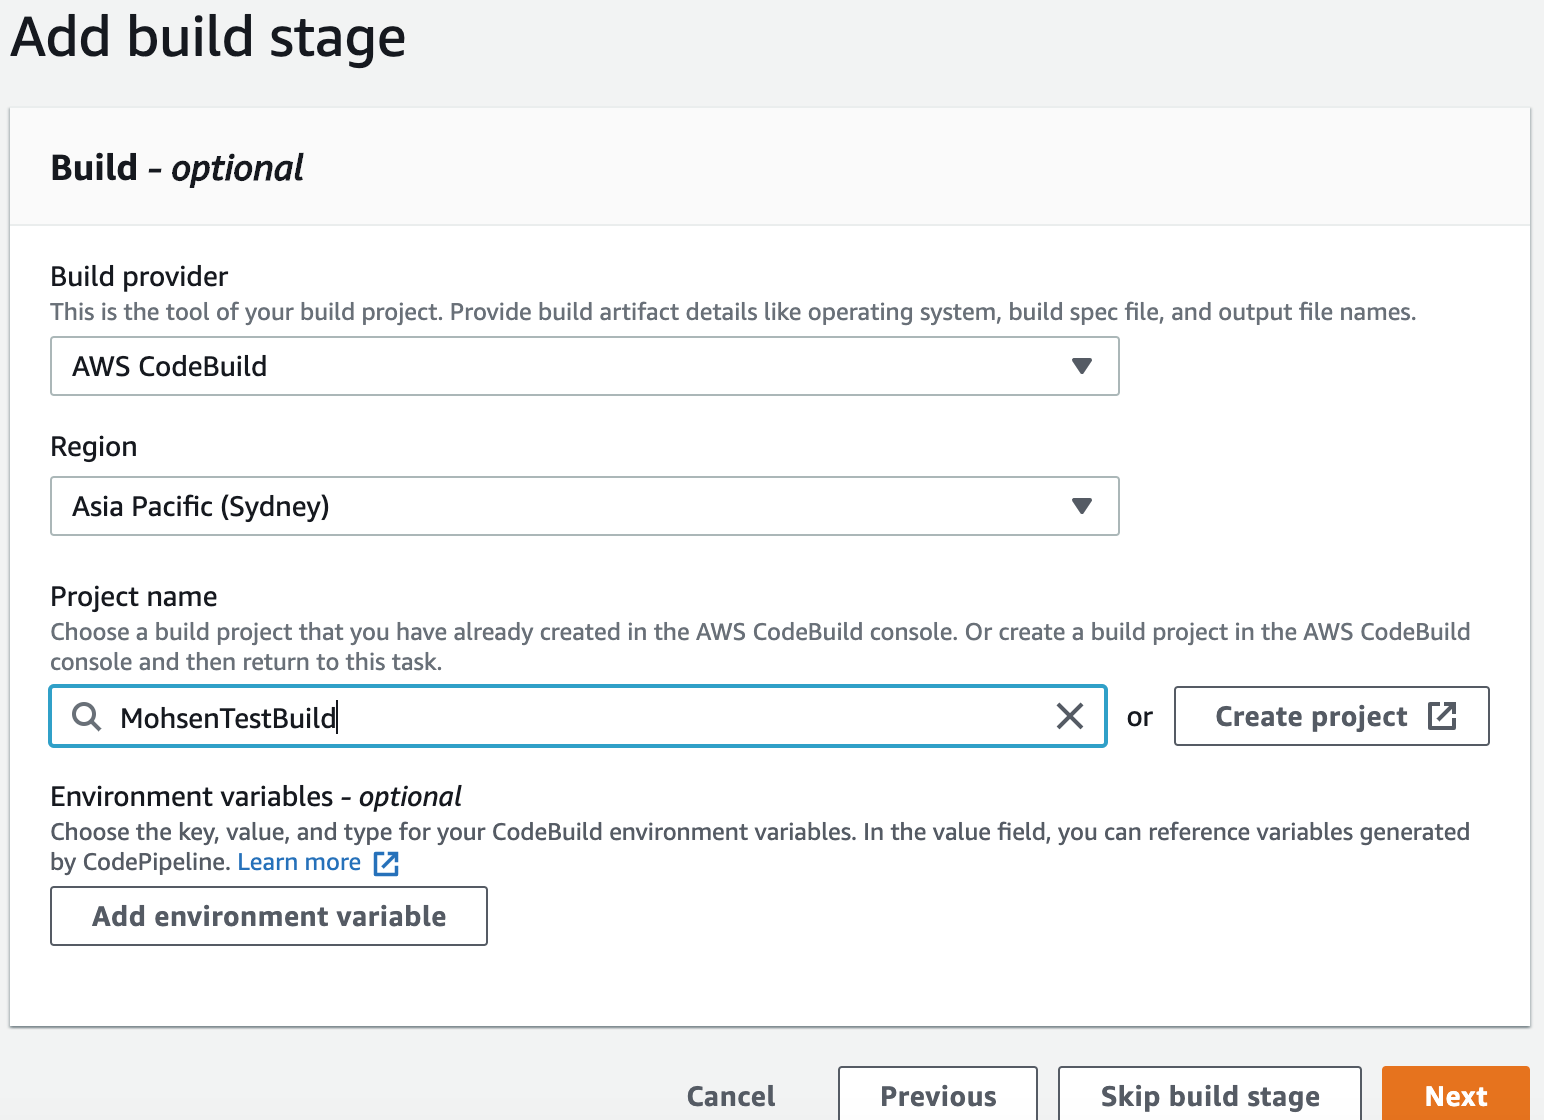 Add build stage
Build - optional
Build provider
This is the tool of your build project. Provide build artifact details like operating system, build spec file, and output file names.
AWS CodeBuild
Region
Asia Pacific (Sydney)
Project name
Choose a build project that you have already created in the AWS CodeBuild console. Or create a build project in the AWS CodeBuild
console and then return to this task.
MohsenTestBuild or Create project
Environment variables - optional
Choose the key, value, and type for your CodeBuild environment variables. In the value field, you can reference variables generated
by CodePipeline. Learn more
Add environment variable
Cancel Previous Skip build stage Next